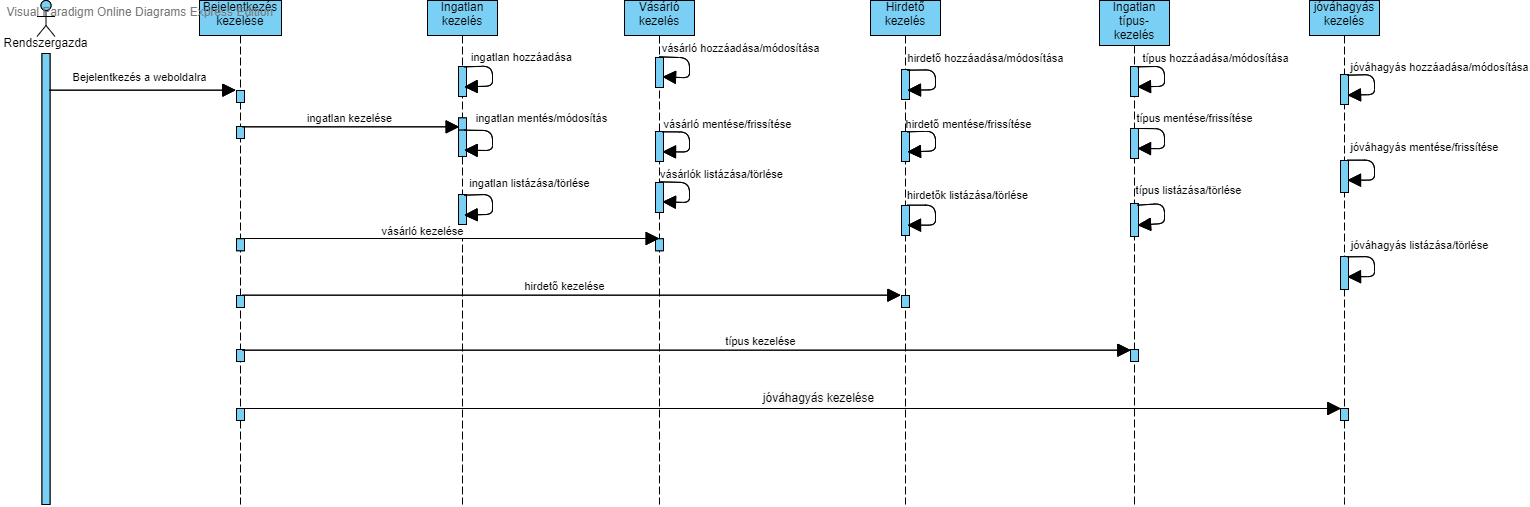 Visual Paradigm Online Diagrams Express Edition
Rendszergazda
Bejelentkezés
kezelése
Ingatlan
kezelés
Vásárló
kezelés
Hirdető
kezelés
Ingatlan
típus-
kezelés
jóváhagyás
kezelés
Bejelentkezés a weboldalra
ingatlan hozzáadása
vásárló hozzáadása/módosítása
hirdető hozzáadása/módosítása
típus hozzáadása/módosítása
jóváhagyás hozzáadása/módosítása
ingatlan kezelése
ingatlan mentés/módosítás
vásárló mentése/frissítése
hirdető mentése/frissítése
típus mentése/frissítése
jóváhagyás mentése/frissítése
ingatlan listázása/törlése
vásárlók listázása/törlése
hirdetők listázása/törlése
típus listázása/törlése
jóváhagyás listázása/törlése
vásárló kezelése
hirdető kezelése
típus kezelése
jóváhagyás kezelése